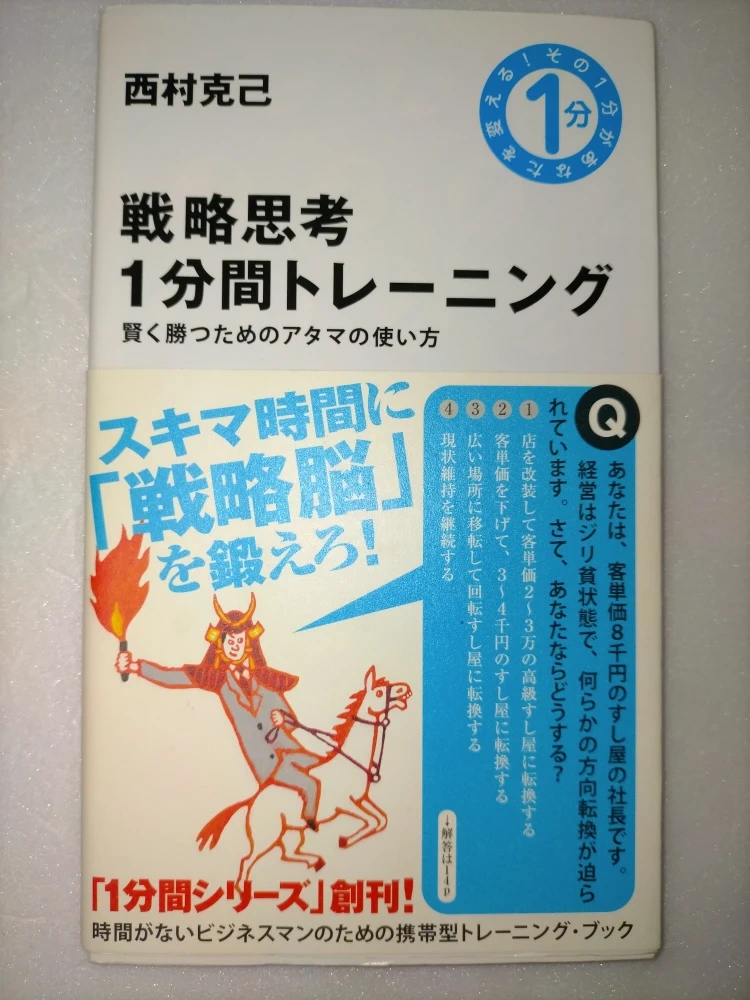 西村克己
その1分があなたを変える!
1分
戦略思考
1分間トレーニング
賢く勝つためのアタマの使い方
スキマ時間に
「戦略脳」
を鍛えろ!
Q
あなたは、客単価8千円のすし屋の社長です。
経営はジリ貧状態で、何らかの方向転換が迫ら
れています。さて、あなたならどうする?
1 店を改装して客単価2〜3万の高級すし屋に転換する
2 客単価を下げて、3〜4千円のすし屋に転換する
3 広い場所に移転して回転すし屋に転換する
4 現状維持を継続する
→解答は14p
「1分間シリーズ」創刊!
時間がないビジネスマンのための携帯型トレーニング・ブック